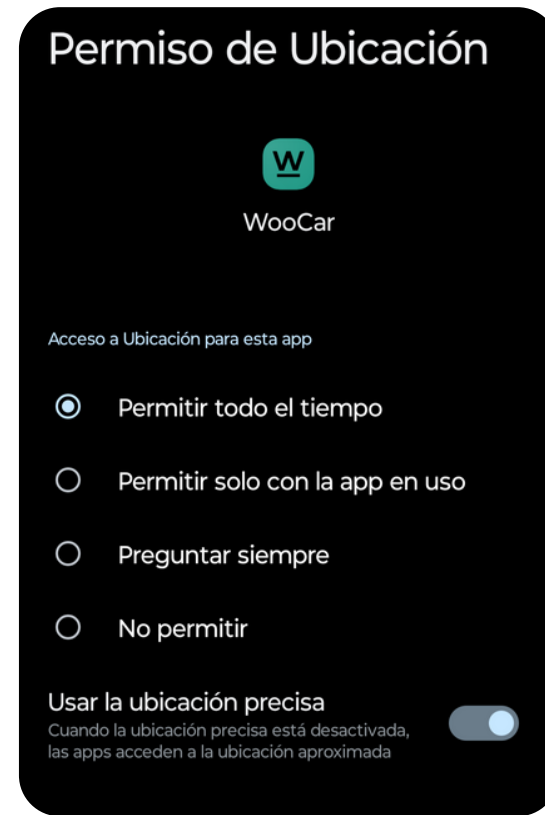 Permiso de Ubicación
W
WooCar
Acceso a Ubicación para esta app
Permitir todo el tiempo
Permitir solo con la app en uso
Preguntar siempre
No permitir
Usar la ubicación precisa
Cuando la ubicación precisa está desactivada,
las apps acceden a la ubicación aproximada